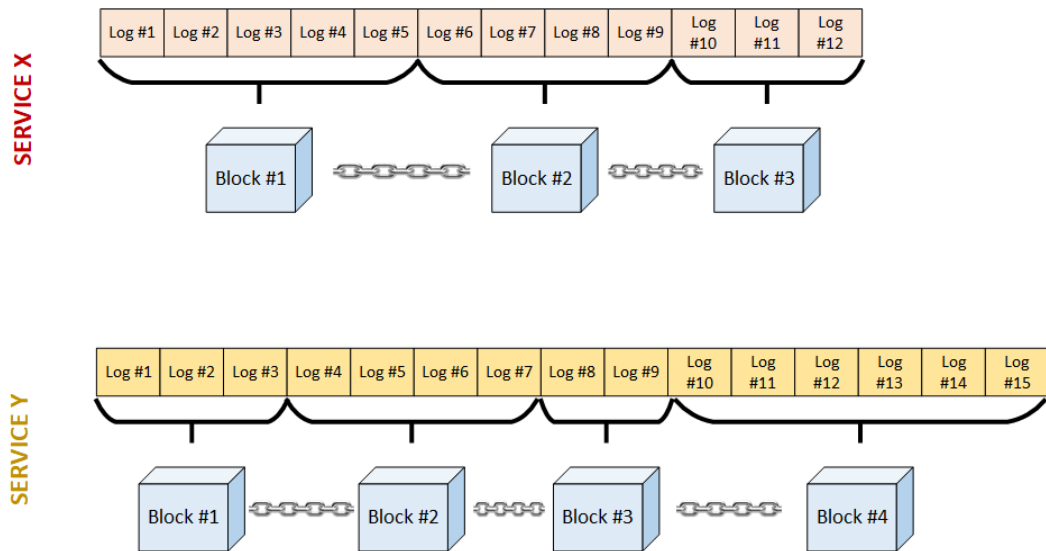 SERVICE X
Log #1 Log #2 Log #3 Log #4 Log #5 Log #6 Log #7 Log #8 Log #9 Log #10 Log #11 Log #12
Block #1 Block #2 Block #3
SERVICE Y
Log #1 Log #2 Log #3 Log #4 Log #5 Log #6 Log #7 Log #8 Log #9 Log #10 Log #11 Log #12 Log #13 Log #14 Log #15
Block #1 Block #2 Block #3 Block #4